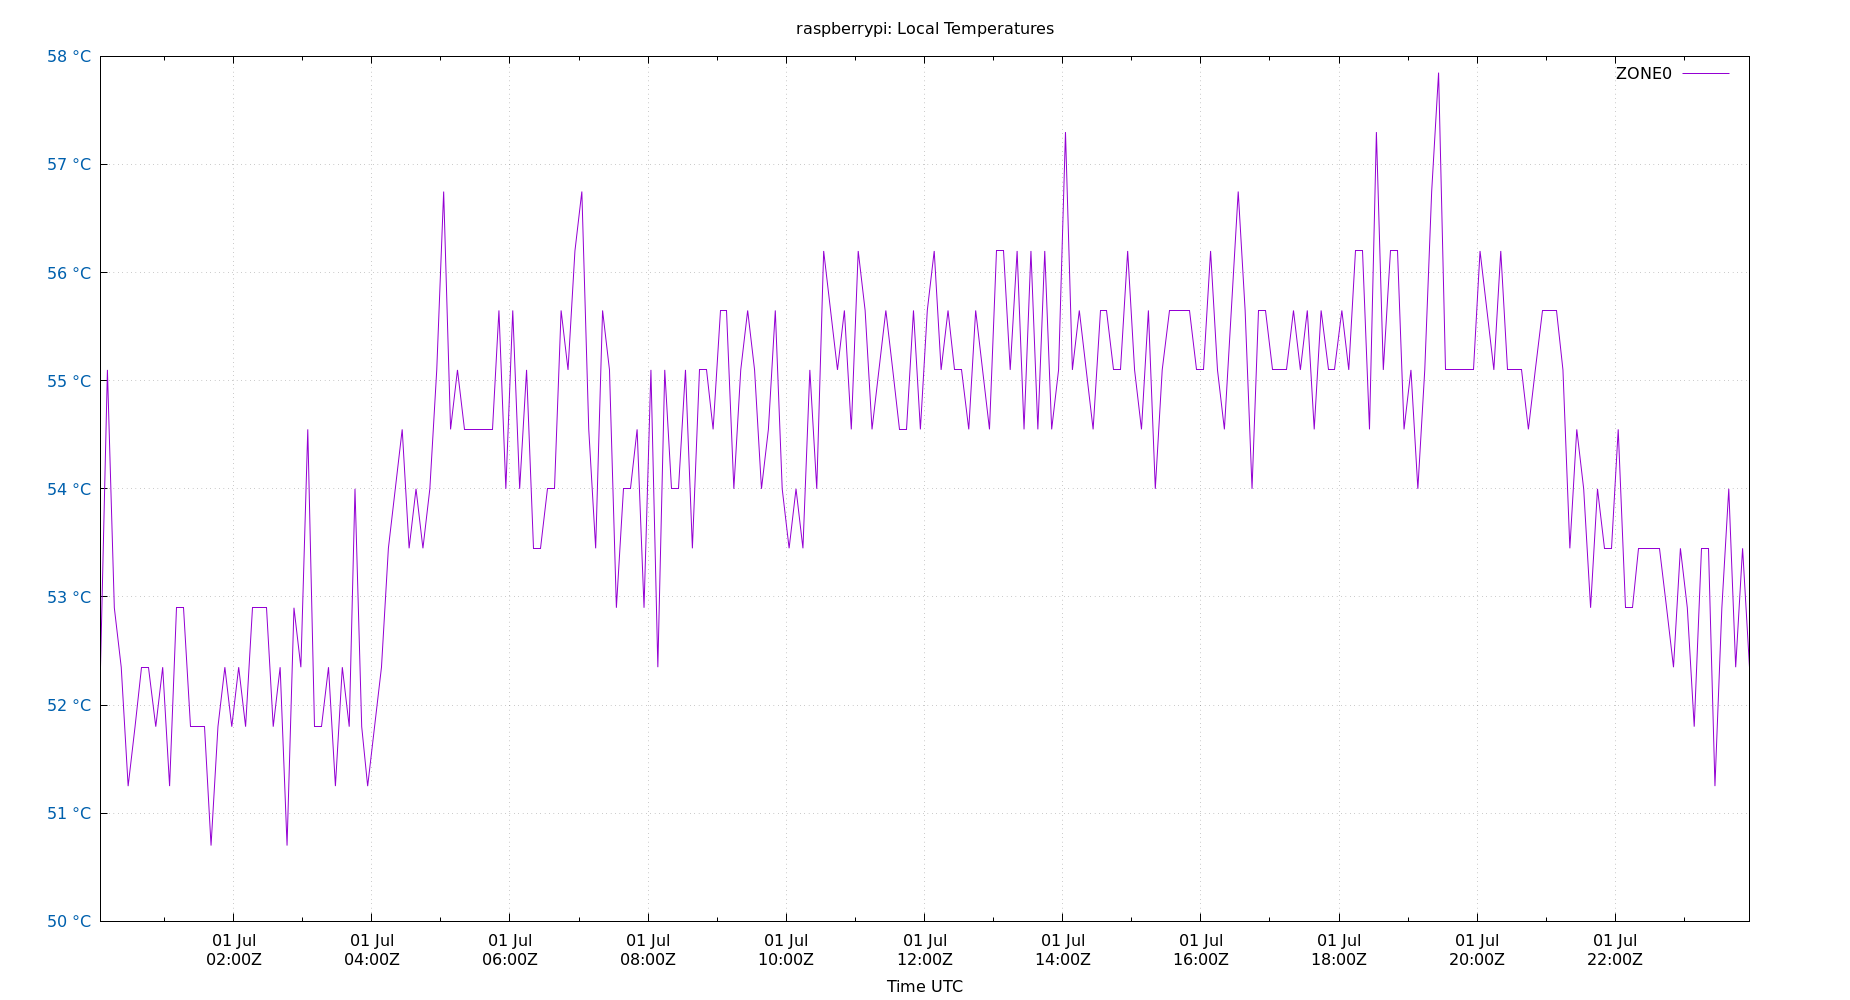 raspberrypi: Local Temperatures
58 °C
ZONE0
57 °C
56 °C
55 °C
54 °C
53 °C
52 °C
51 °C
50 °C
01 Jul 01 Jul 01 Jul 01 Jul 01 Jul 01 Jul 01 Jul 01 Jul 01 Jul 01 Jul 01 Jul
02:00Z 04:00Z 06:00Z 08:00Z 10:00Z 12:00Z 14:00Z 16:00Z 18:00Z 20:00Z 22:00Z
Time UTC